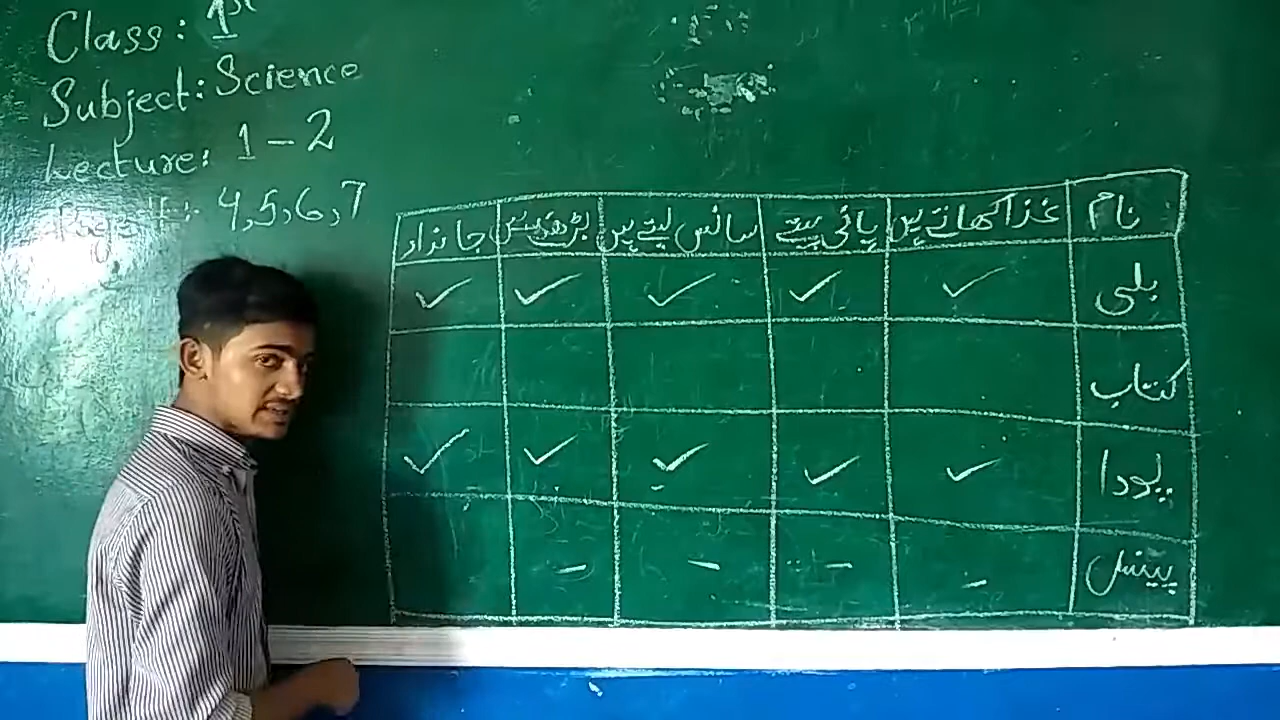 Class: 1st
Subject: Science
Lecture: 1 - 2
Page #: 4,5,6,7
نام غذا کھاتے ہیں پانی پیتے سانس لیتے ہیں بڑھتے ہیں جاندار
بلی ✓ ✓ ✓ ✓ ✓
کتاب
پودا ✓ ✓ ✓ ✓ ✓
پینسل - - - -